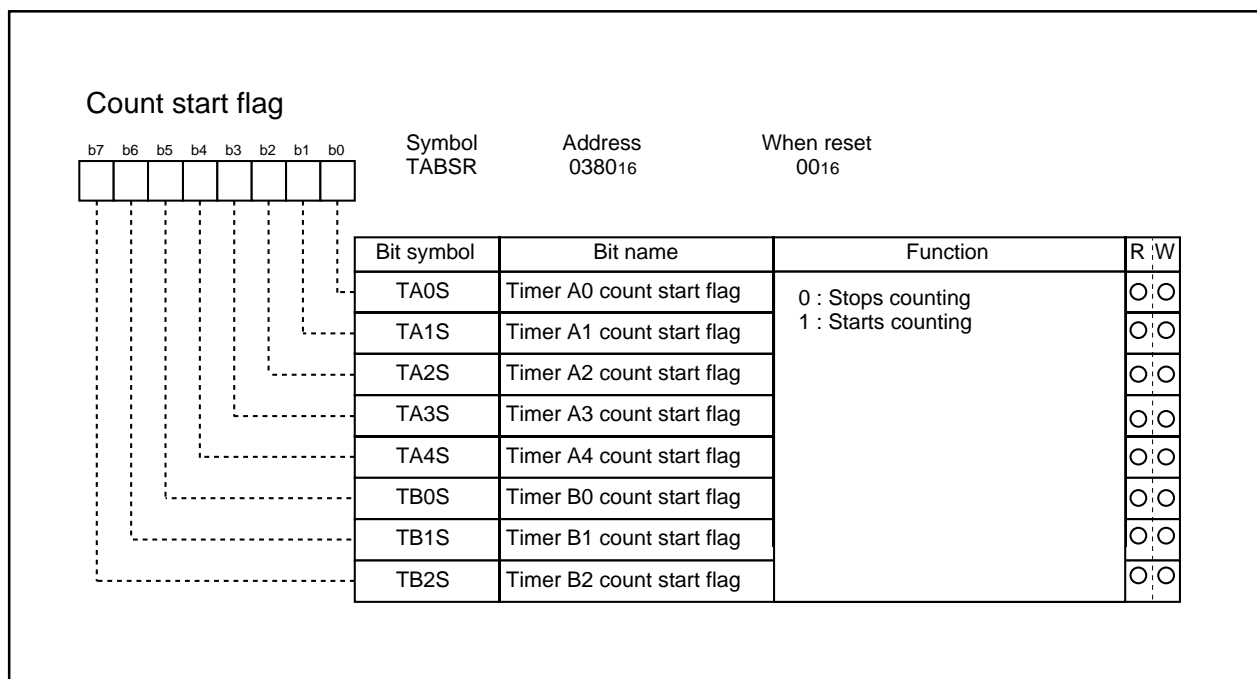 Count start flag
b7 b6 b5 b4 b3 b2 b1 b0
Symbol Address When reset
TABSR 038016 0016
Bit symbol Bit name Function R W
TA0S Timer A0 count start flag 0 : Stops counting
1 : Starts counting
TA1S Timer A1 count start flag
TA2S Timer A2 count start flag
TA3S Timer A3 count start flag
TA4S Timer A4 count start flag
TB0S Timer B0 count start flag
TB1S Timer B1 count start flag
TB2S Timer B2 count start flag